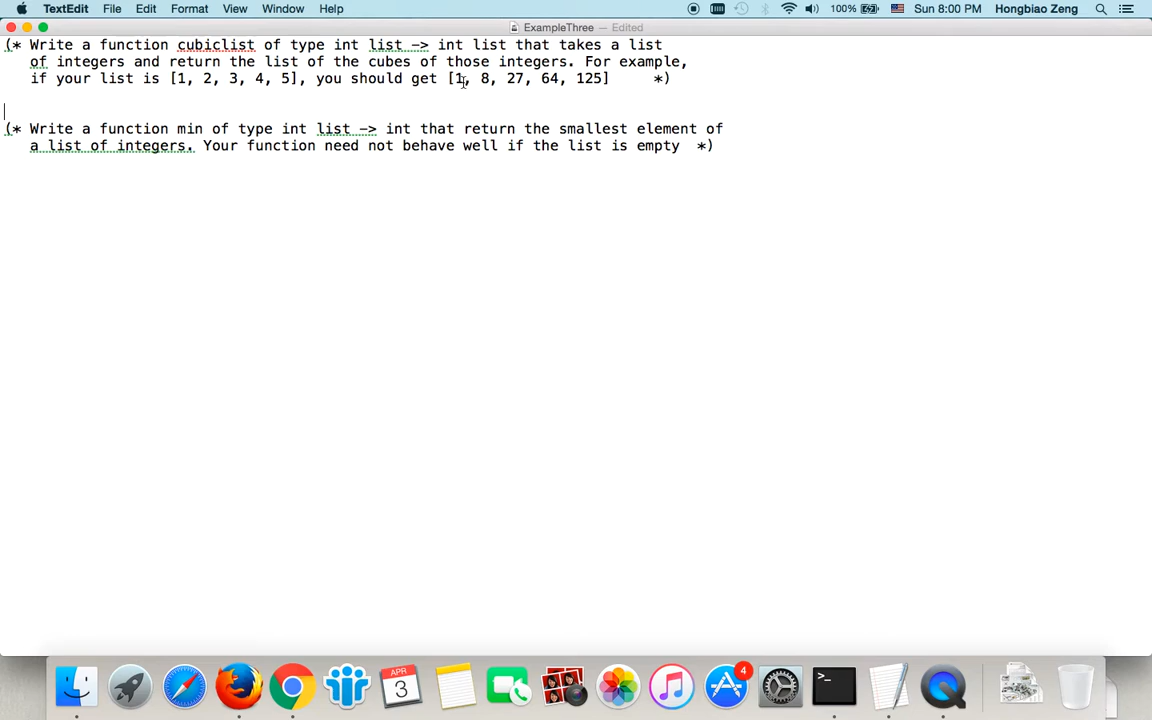 TextEdit File Edit Format View Window Help 100% Sun 8:00 PM Hongbiao Zeng
ExampleThree — Edited
(* Write a function cubiclist of type int list -> int list that takes a list
of integers and return the list of the cubes of those integers. For example,
if your list is [1, 2, 3, 4, 5], you should get [1, 8, 27, 64, 125] *)
(* Write a function min of type int list -> int that return the smallest element of
a list of integers. Your function need not behave well if the list is empty *)
APR
3
4
>_